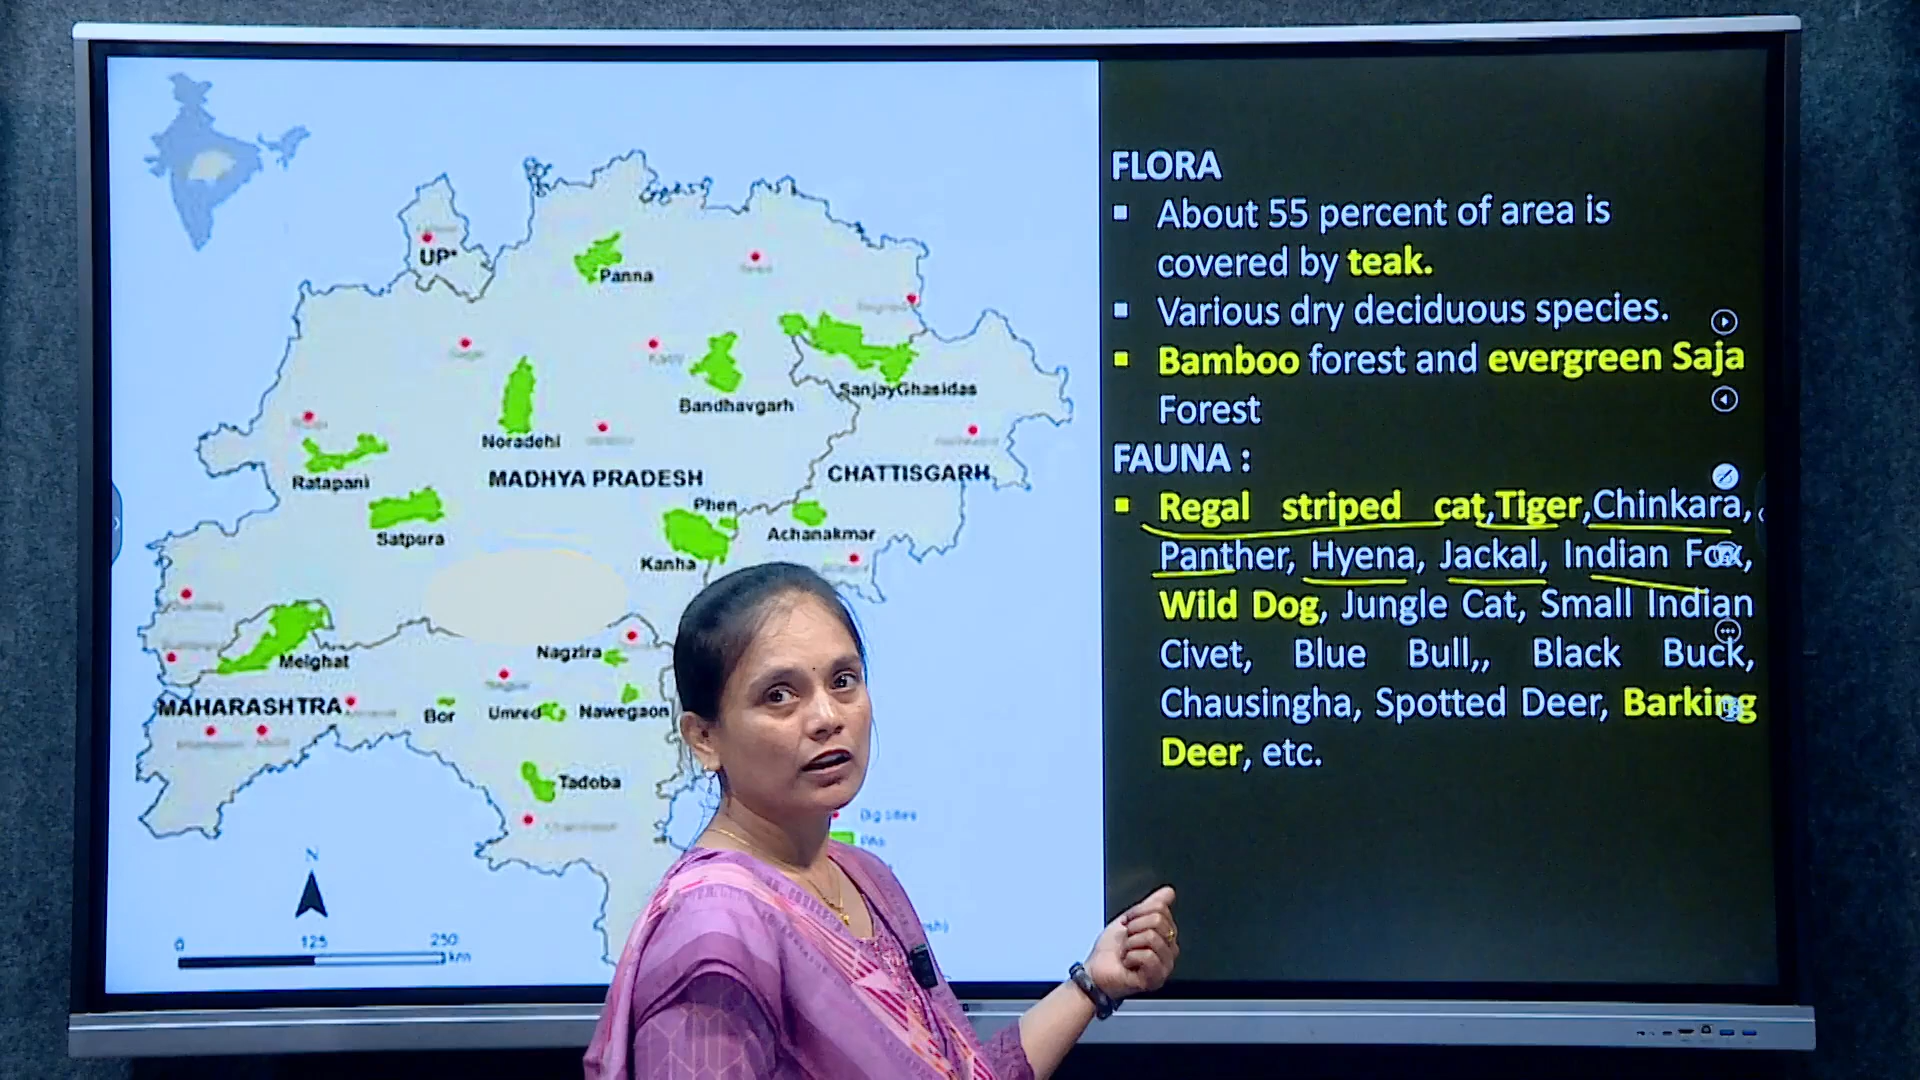 UP*
Panna
SanjayGhasidas
Bandhavgarh
Noradehi
Ratapani
MADHYA PRADESH
CHATTISGARH
Phen
Satpura
Achanakmar
Kanha
Nagzira
Melghat
MAHARASHTRA
Bor
Umred
Nawegaon
Tadoba
Big cities
PAs
N
0 125 250
km
FLORA
▪ About 55 percent of area is
covered by teak.
▪ Various dry deciduous species.
▪ Bamboo forest and evergreen Saja
Forest
FAUNA :
▪ Regal striped cat,Tiger,Chinkara,
Panther, Hyena, Jackal, Indian Fox,
Wild Dog, Jungle Cat, Small Indian
Civet, Blue Bull,, Black Buck,
Chausingha, Spotted Deer, Barking
Deer, etc.